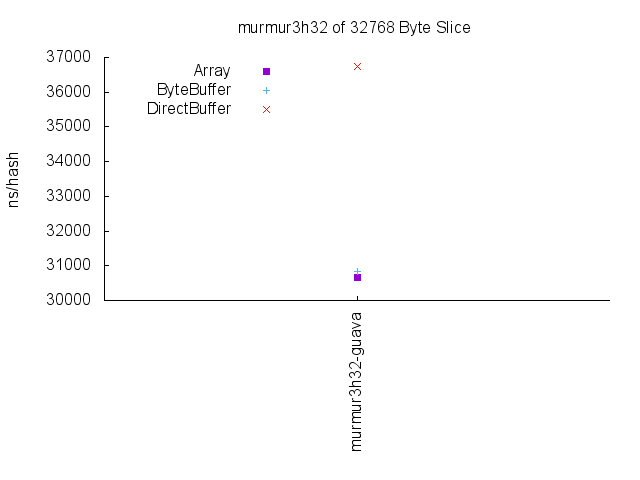 murmur3h32 of 32768 Byte Slice
37000
36000
35000
34000
33000
32000
31000
30000
ns/hash
Array
ByteBuffer
DirectBuffer
murmur3h32-guava